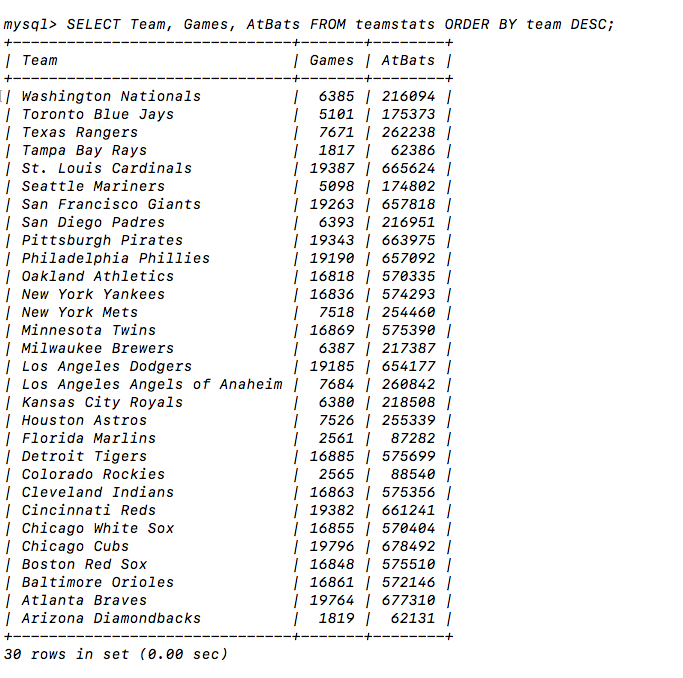 mysql> SELECT Team, Games, AtBats FROM teamstats ORDER BY team DESC;
+-------------------------------+-------+--------+
| Team                          | Games | AtBats |
+-------------------------------+-------+--------+
| Washington Nationals          |  6385 | 216094 |
| Toronto Blue Jays             |  5101 | 175373 |
| Texas Rangers                 |  7671 | 262238 |
| Tampa Bay Rays                |  1817 |  62386 |
| St. Louis Cardinals           | 19387 | 665624 |
| Seattle Mariners              |  5098 | 174802 |
| San Francisco Giants          | 19263 | 657818 |
| San Diego Padres              |  6393 | 216951 |
| Pittsburgh Pirates            | 19343 | 663975 |
| Philadelphia Phillies         | 19190 | 657092 |
| Oakland Athletics             | 16818 | 570335 |
| New York Yankees              | 16836 | 574293 |
| New York Mets                 |  7518 | 254460 |
| Minnesota Twins               | 16869 | 575390 |
| Milwaukee Brewers             |  6387 | 217387 |
| Los Angeles Dodgers           | 19185 | 654177 |
| Los Angeles Angels of Anaheim |  7684 | 260842 |
| Kansas City Royals            |  6380 | 218508 |
| Houston Astros                |  7526 | 255339 |
| Florida Marlins               |  2561 |  87282 |
| Detroit Tigers                | 16885 | 575699 |
| Colorado Rockies              |  2565 |  88540 |
| Cleveland Indians             | 16863 | 575356 |
| Cincinnati Reds               | 19382 | 661241 |
| Chicago White Sox             | 16855 | 570404 |
| Chicago Cubs                  | 19796 | 678492 |
| Boston Red Sox                | 16848 | 575510 |
| Baltimore Orioles             | 16861 | 572146 |
| Atlanta Braves                | 19764 | 677310 |
| Arizona Diamondbacks          |  1819 |  62131 |
+-------------------------------+-------+--------+
30 rows in set (0.00 sec)